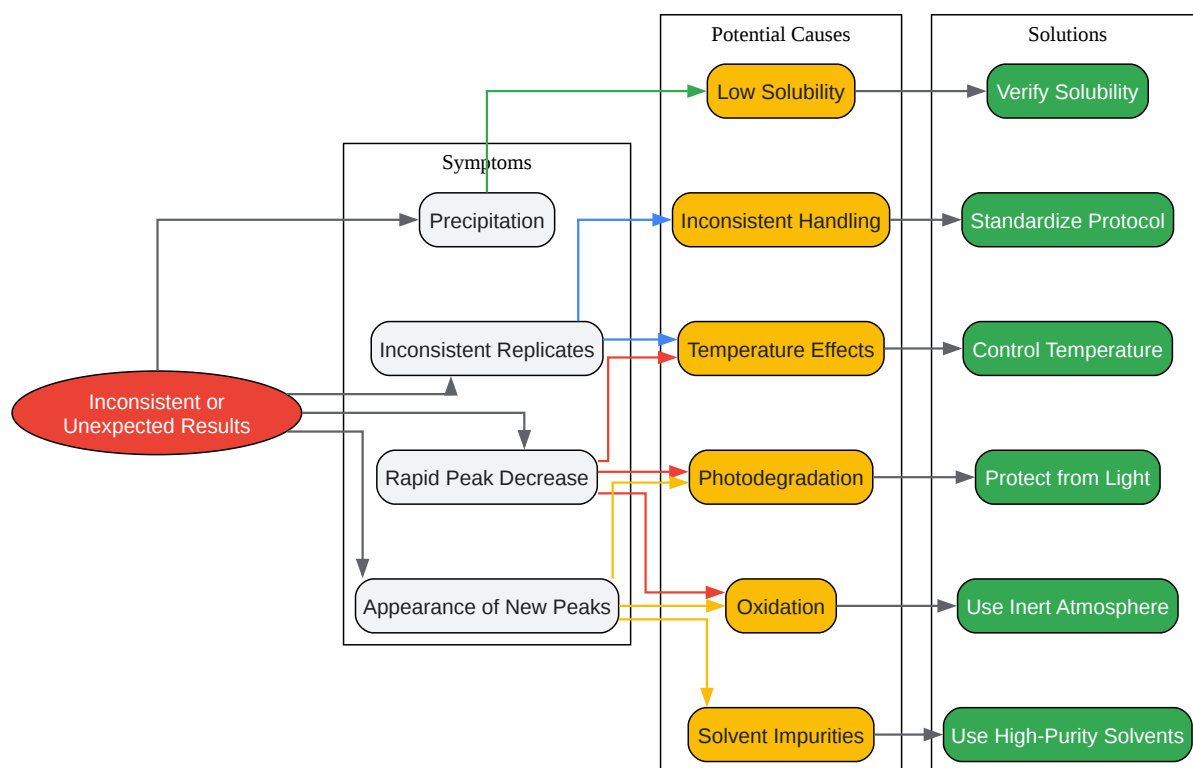 Potential Causes
Solutions
Low Solubility
Verify Solubility
Symptoms
Precipitation
Inconsistent Handling
Standardize Protocol
Inconsistent Replicates
Temperature Effects
Control Temperature
Inconsistent or
Unexpected Results
Rapid Peak Decrease
Photodegradation
Protect from Light
Appearance of New Peaks
Oxidation
Use Inert Atmosphere
Solvent Impurities
Use High-Purity Solvents